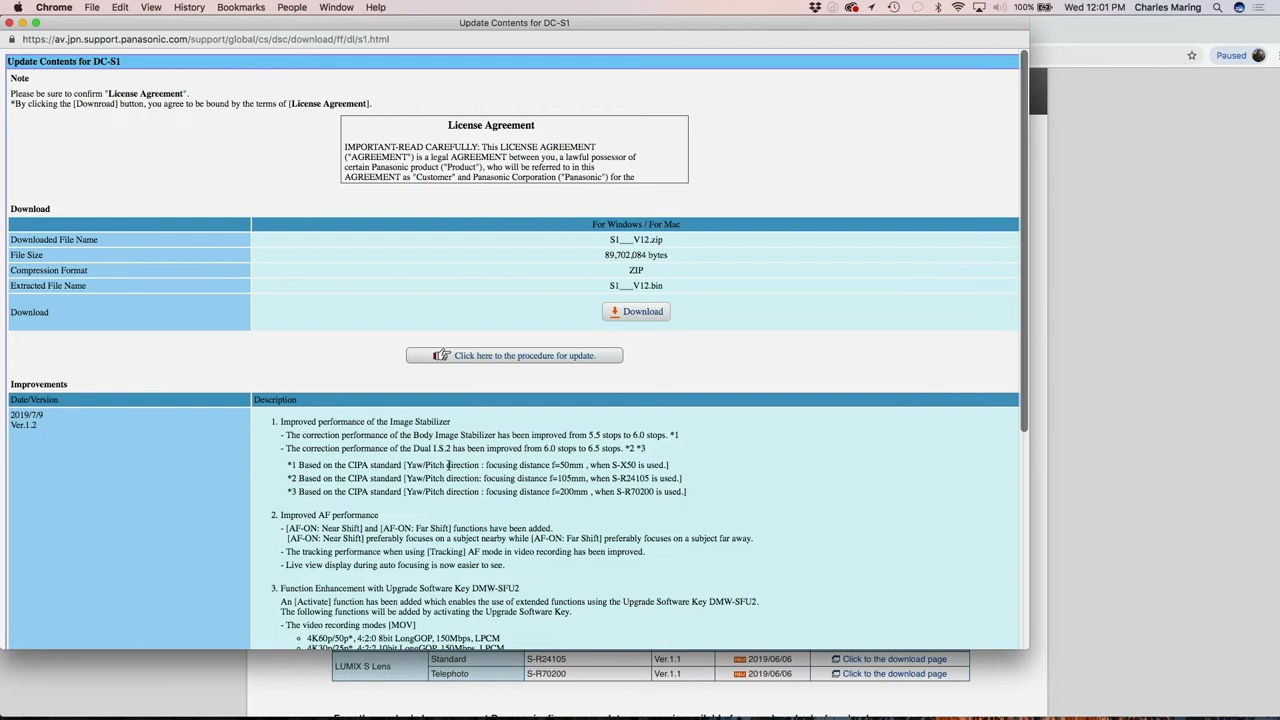 Chrome File Edit View History Bookmarks People Window Help 100% Wed 12:01 PM Charles Maring
Update Contents for DC-S1
https://av.jpn.support.panasonic.com/support/global/cs/dsc/download/ff/dl/s1.html
Paused
Update Contents for DC-S1
Note
Please be sure to confirm "License Agreement".
*By clicking the [Downroad] button, you agree to be bound by the terms of [License Agreement].
License Agreement
IMPORTANT-READ CAREFULLY: This LICENSE AGREEMENT
("AGREEMENT") is a legal AGREEMENT between you, a lawful possessor of
certain Panasonic product ("Product"), who will be referred to in this
AGREEMENT as "Customer" and Panasonic Corporation ("Panasonic") for the
Download
For Windows / For Mac
Downloaded File Name S1___V12.zip
File Size 89,702,084 bytes
Compression Format ZIP
Extracted File Name S1___V12.bin
Download Download
Click here to the procedure for update.
Improvements
Date/Version Description
2019/7/9
Ver.1.2
1. Improved performance of the Image Stabilizer
- The correction performance of the Body Image Stabilizer has been improved from 5.5 stops to 6.0 stops. *1
- The correction performance of the Dual I.S.2 has been improved from 6.0 stops to 6.5 stops. *2 *3
*1 Based on the CIPA standard [Yaw/Pitch direction : focusing distance f=50mm , when S-X50 is used.]
*2 Based on the CIPA standard [Yaw/Pitch direction: focusing distance f=105mm, when S-R24105 is used.]
*3 Based on the CIPA standard [Yaw/Pitch direction : focusing distance f=200mm , when S-R70200 is used.]
2. Improved AF performance
- [AF-ON: Near Shift] and [AF-ON: Far Shift] functions have been added.
[AF-ON: Near Shift] preferably focuses on a subject nearby while [AF-ON: Far Shift] preferably focuses on a subject far away.
- The tracking performance when using [Tracking] AF mode in video recording has been improved.
- Live view display during auto focusing is now easier to see.
3. Function Enhancement with Upgrade Software Key DMW-SFU2
An [Activate] function has been added which enables the use of extended functions using the Upgrade Software Key DMW-SFU2.
The following functions will be added by activating the Upgrade Software Key.
- The video recording modes [MOV]
4K60p/50p*, 4:2:0 8bit LongGOP, 150Mbps, LPCM
4K30p/25p*, 4:2:2 10bit LongGOP, 150Mbps, LPCM
LUMIX S Lens
Standard S-R24105 Ver.1.1 2019/06/06 Click to the download page
Telephoto S-R70200 Ver.1.1 2019/06/06 Click to the download page